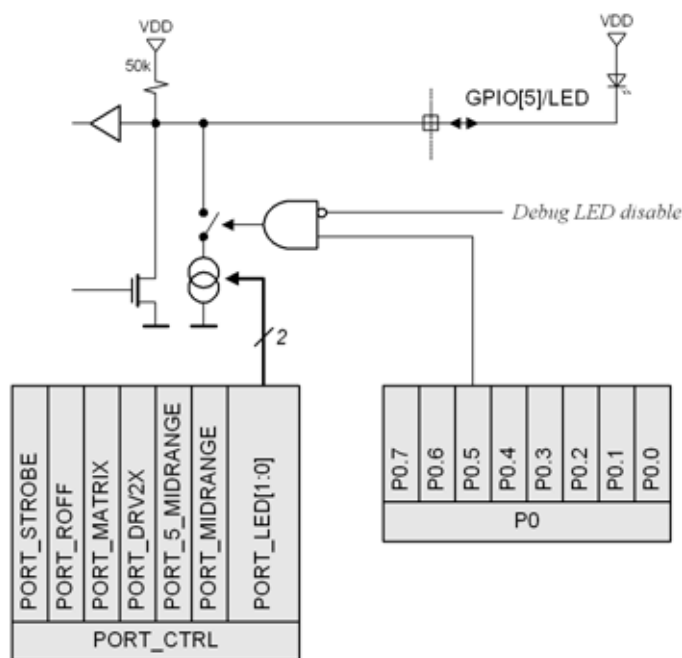 VDD
VDD
50k
GPIO[5]/LED
Debug LED disable
2
PORT_STROBE
PORT_ROFF
PORT_MATRIX
PORT_DRV2X
PORT_5_MIDRANGE
PORT_MIDRANGE
PORT_LED[1:0]
PORT_CTRL
P0.7
P0.6
P0.5
P0.4
P0.3
P0.2
P0.1
P0.0
P0